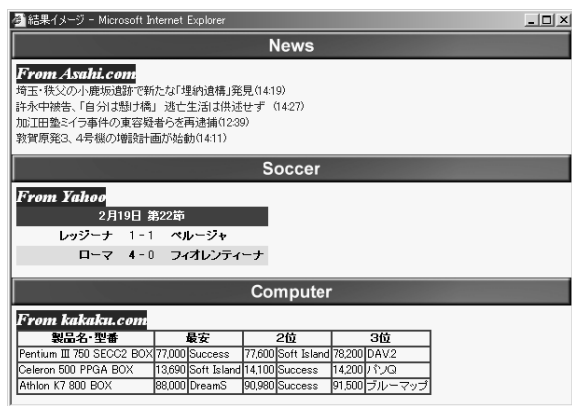 結果イメージ - Microsoft Internet Explorer
News
From Asahi.com
埼玉・秩父の小鹿坂遺跡で新たな「埋納遺構」発見(14:19)
許永中被告、「自分は懸け橋」 逃亡生活は供述せず (14:27)
加江田塾ミイラ事件の東容疑者らを再逮捕(12:39)
敦賀原発3、4号機の増設計画が始動(14:11)
Soccer
From Yahoo
2月19日 第22節
レッジーナ 1 - 1 ペルージャ
ローマ 4 - 0 フィオレンティーナ
Computer
From kakaku.com
製品名・型番 最安 2位 3位
Pentium III 750 SECC2 BOX 77,000 Success 77,600 Soft Island 78,200 DAV.2
Celeron 500 PPGA BOX 13,690 Soft Island 14,100 Success 14,200 パソQ
Athlon K7 800 BOX 88,000 DreamS 90,980 Success 91,500 ブルーマップ